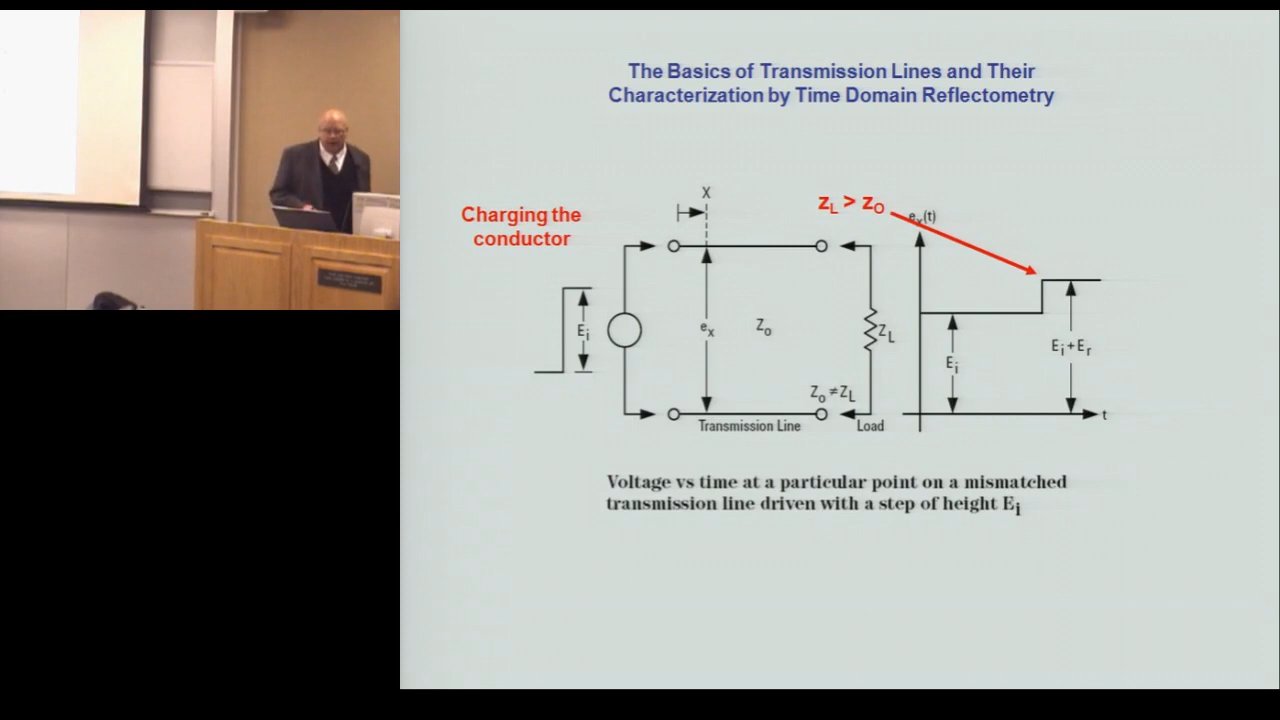 The Basics of Transmission Lines and Their
Characterization by Time Domain Reflectometry
Charging the
conductor
X
Z_L > Z_O
e_x(t)
E_i
e_x
Z_o
Z_L
Z_o ≠ Z_L
Transmission Line
Load
E_i
E_i + E_r
t
Voltage vs time at a particular point on a mismatched
transmission line driven with a step of height E_i